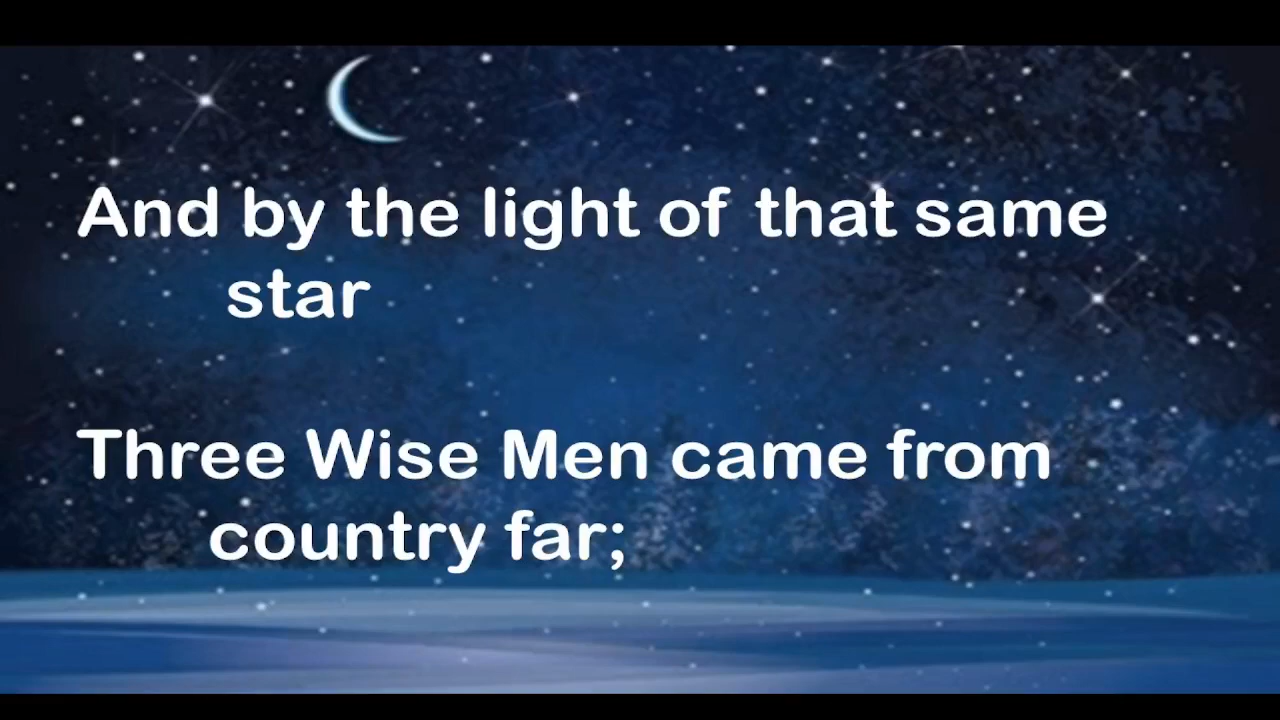 And by the light of that same
star
Three Wise Men came from
country far;